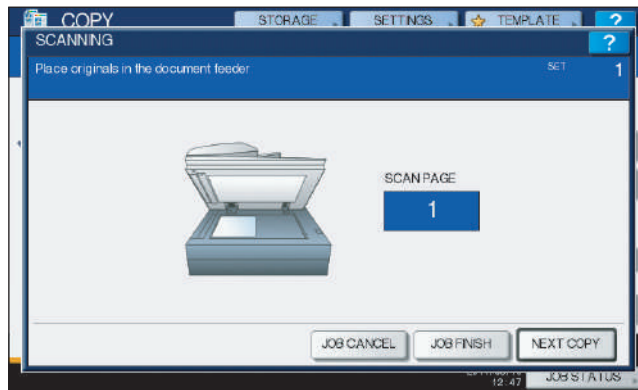 COPY STORAGE SETTINGS TEMPLATE ?
SCANNING ?
Place originals in the document feeder SET 1
SCAN PAGE
1
JOB CANCEL JOB FINISH NEXT COPY
12:47 JOB STATUS